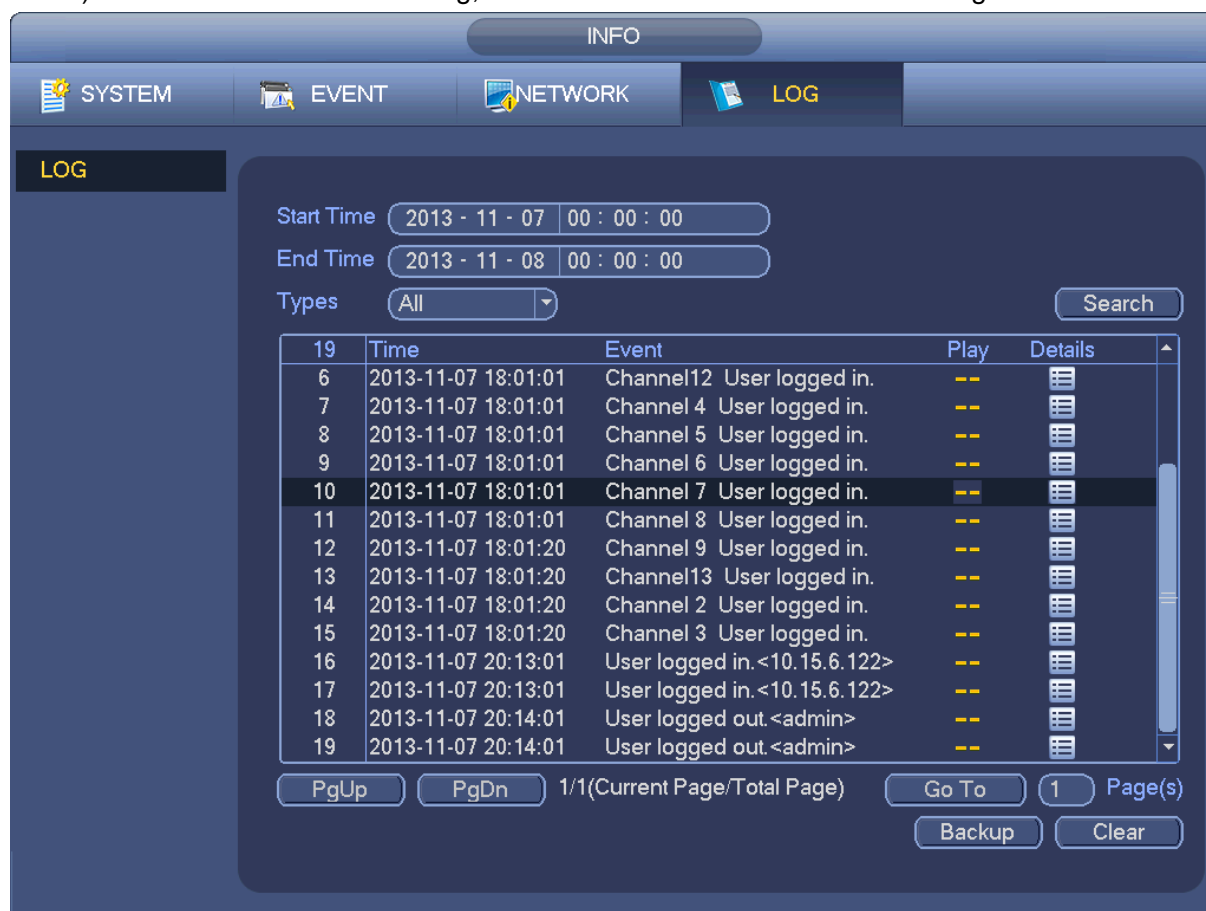 INFO
SYSTEM EVENT NETWORK LOG
LOG
Start Time 2013 - 11 - 07 00 : 00 : 00
End Time 2013 - 11 - 08 00 : 00 : 00
Types All Search
19 Time Event Play Details
6 2013-11-07 18:01:01 Channel12 User logged in. --
7 2013-11-07 18:01:01 Channel 4 User logged in. --
8 2013-11-07 18:01:01 Channel 5 User logged in. --
9 2013-11-07 18:01:01 Channel 6 User logged in. --
10 2013-11-07 18:01:01 Channel 7 User logged in. --
11 2013-11-07 18:01:01 Channel 8 User logged in. --
12 2013-11-07 18:01:20 Channel 9 User logged in. --
13 2013-11-07 18:01:20 Channel13 User logged in. --
14 2013-11-07 18:01:20 Channel 2 User logged in. --
15 2013-11-07 18:01:20 Channel 3 User logged in. --
16 2013-11-07 20:13:01 User logged in.<10.15.6.122> --
17 2013-11-07 20:13:01 User logged in.<10.15.6.122> --
18 2013-11-07 20:14:01 User logged out.<admin> --
19 2013-11-07 20:14:01 User logged out.<admin> --
PgUp PgDn 1/1(Current Page/Total Page) Go To 1 Page(s)
Backup Clear